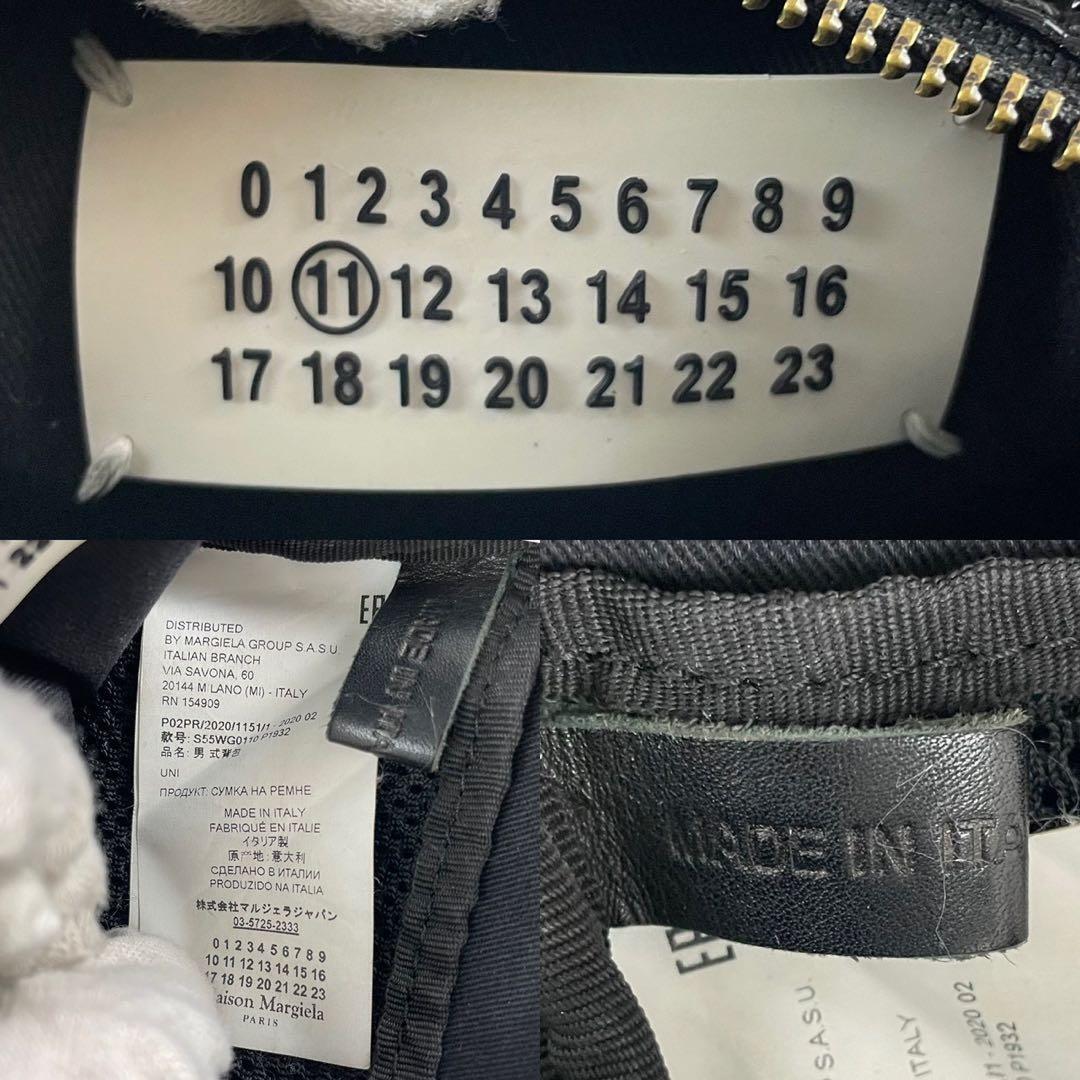 0 1 2 3 4 5 6 7 8 9
10 11 12 13 14 15 16
17 18 19 20 21 22 23
DISTRIBUTED
BY MARGIELA GROUP S.A.S.U.
ITALIAN BRANCH
VIA SAVONA, 60
20144 MILANO (MI) - ITALY
RN 154909
P02PR/2020/1151/1 - 2020 02
款号: S55WG0110 P1932
品名: 男式背包
UNI
ПРОДУКТ: СУМКА НА РЕМНЕ
MADE IN ITALY
FABRIQUÉ EN ITALIE
イタリア製
原产地: 意大利
СДЕЛАНО В ИТАЛИИ
PRODUZIDO NA ITALIA
株式会社マルジェラジャパン
03-5725-2333
0 1 2 3 4 5 6 7 8 9
10 11 12 13 14 15 16
17 18 19 20 21 22 23
Maison Margiela
PARIS
MADE IN
MADE IN IT
S.A.S.U.
ITALY
/1 - 2020 02
P1932